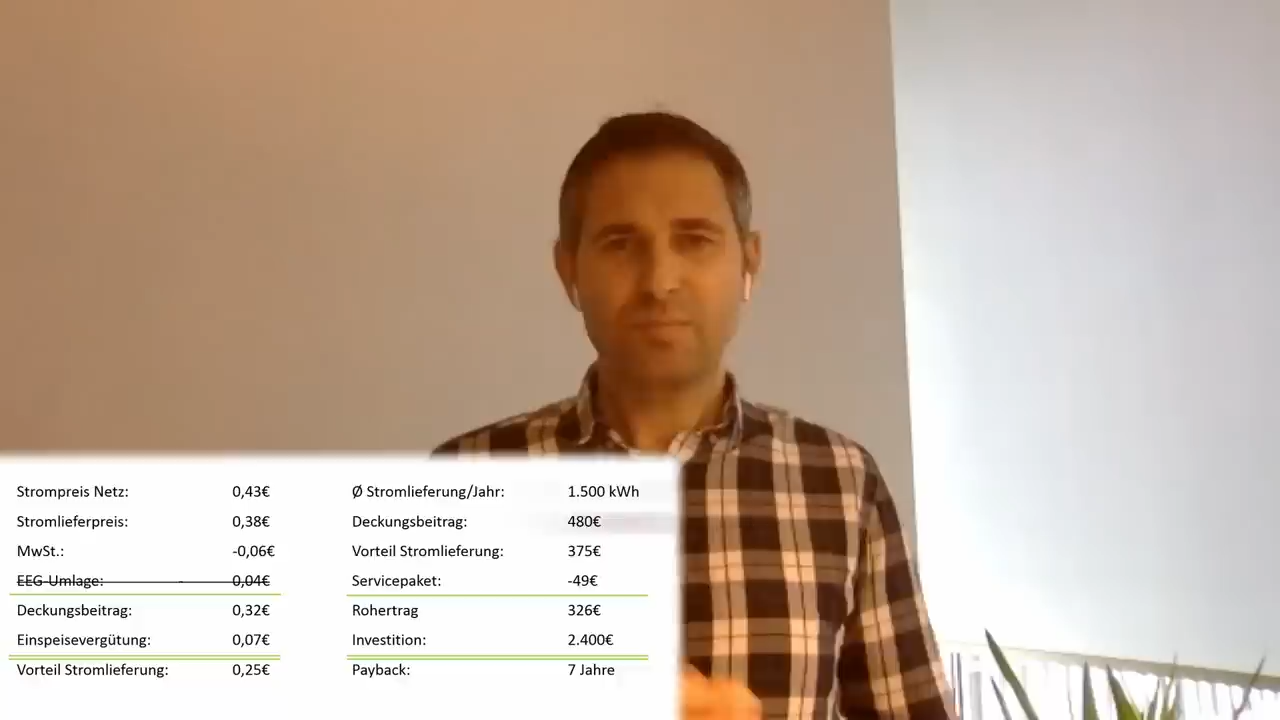 Strompreis Netz: 0,43€
Stromlieferpreis: 0,38€
MwSt.: -0,06€
EEG-Umlage: - 0,04€
Deckungsbeitrag: 0,32€
Einspeisevergütung: 0,07€
Vorteil Stromlieferung: 0,25€
Ø Stromlieferung/Jahr: 1.500 kWh
Deckungsbeitrag: 480€
Vorteil Stromlieferung: 375€
Servicepaket: -49€
Rohertrag 326€
Investition: 2.400€
Payback: 7 Jahre